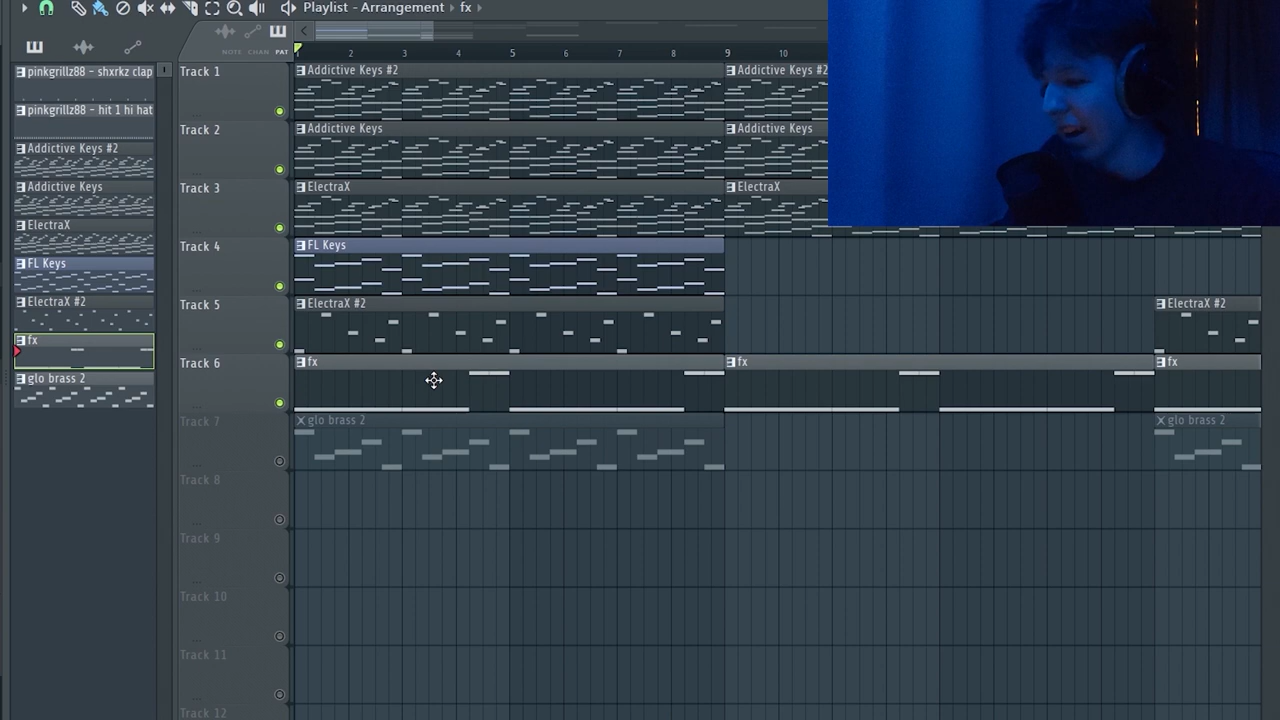 Playlist - Arrangement › fx ›
NOTE CHAN PAT
1 2 3 4 5 6 7 8 9 10
pinkgrillz88 - shxrkz clap
pinkgrillz88 - hit 1 hi hat
Addictive Keys #2
Addictive Keys
ElectraX
FL Keys
ElectraX #2
fx
glo brass 2
Track 1
Addictive Keys #2
Addictive Keys #2
Track 2
Addictive Keys
Addictive Keys
Track 3
ElectraX
ElectraX
Track 4
FL Keys
Track 5
ElectraX #2
ElectraX #2
Track 6
fx
fx
fx
Track 7
glo brass 2
glo brass 2
Track 8
Track 9
Track 10
Track 11
Track 12